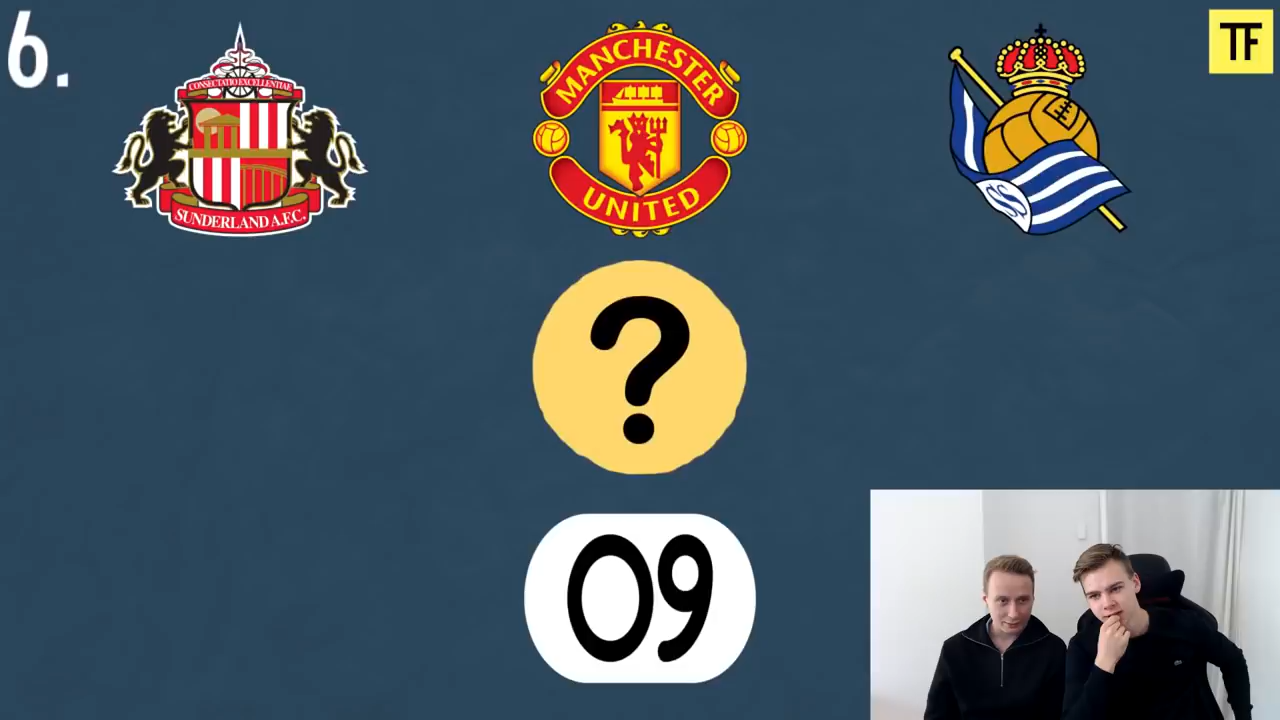 6.
TF
CONSECTATIO EXCELLENTIAE
SUNDERLAND A.F.C.
MANCHESTER
UNITED
?
09